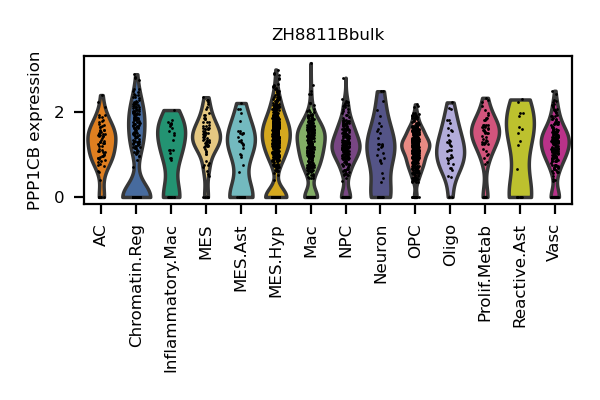 ZH8811Bbulk
PPP1CB expression
2
0
AC
Chromatin.Reg
Inflammatory.Mac
MES
MES.Ast
MES.Hyp
Mac
NPC
Neuron
OPC
Oligo
Prolif.Metab
Reactive.Ast
Vasc